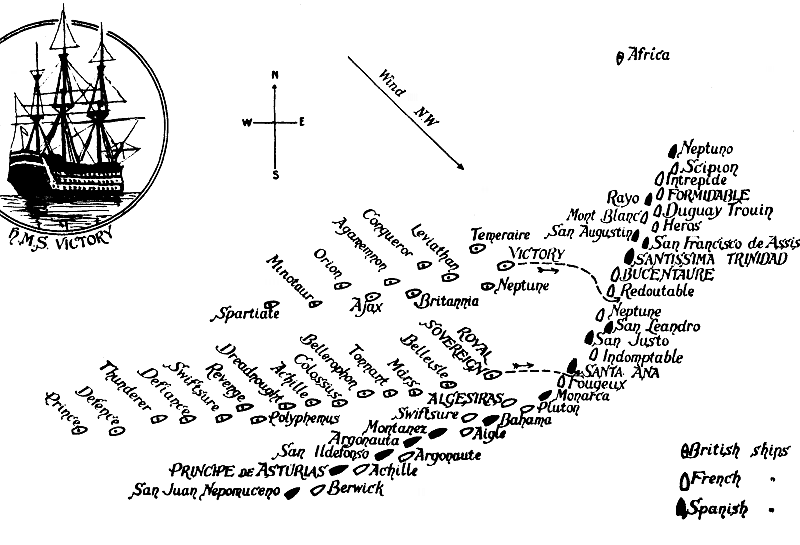 H.M.S. VICTORY
N
W E
S
Wind NW
Africa
Neptuno
Scipion
Intrepide
Rayo FORMIDABLE
Mont Blanc Duguay Trouin
Heras
San Augustin
San Francisco de Assis
SANTISSIMA TRINIDAD
BUCENTAURE
Redoutable
Neptune
San Leandro
San Justo
Indomptable
SANTA ANA
Fougeux
Monarca
Pluton
Temeraire
VICTORY
Neptune
Leviathan
Conqueror
Britannia
Agamemnon
Ajax
Orion
Minotaur
Spartiate
ROYAL
SOVEREIGN
Belleisle
Mars
Tonnant
Bellerophon
Colossus
Achille
Dreadnought
Polyphemus
Revenge
Swiftsure
Defiance
Thunderer
Defence
Prince
ALGESIRAS
Swiftsure Bahama
Montanez Aigle
Argonauta
San Ildefonso Argonaute
PRINCIPE DE ASTURIAS Achille
San Juan Nepomuceno Berwick
British ships
French "
Spanish "